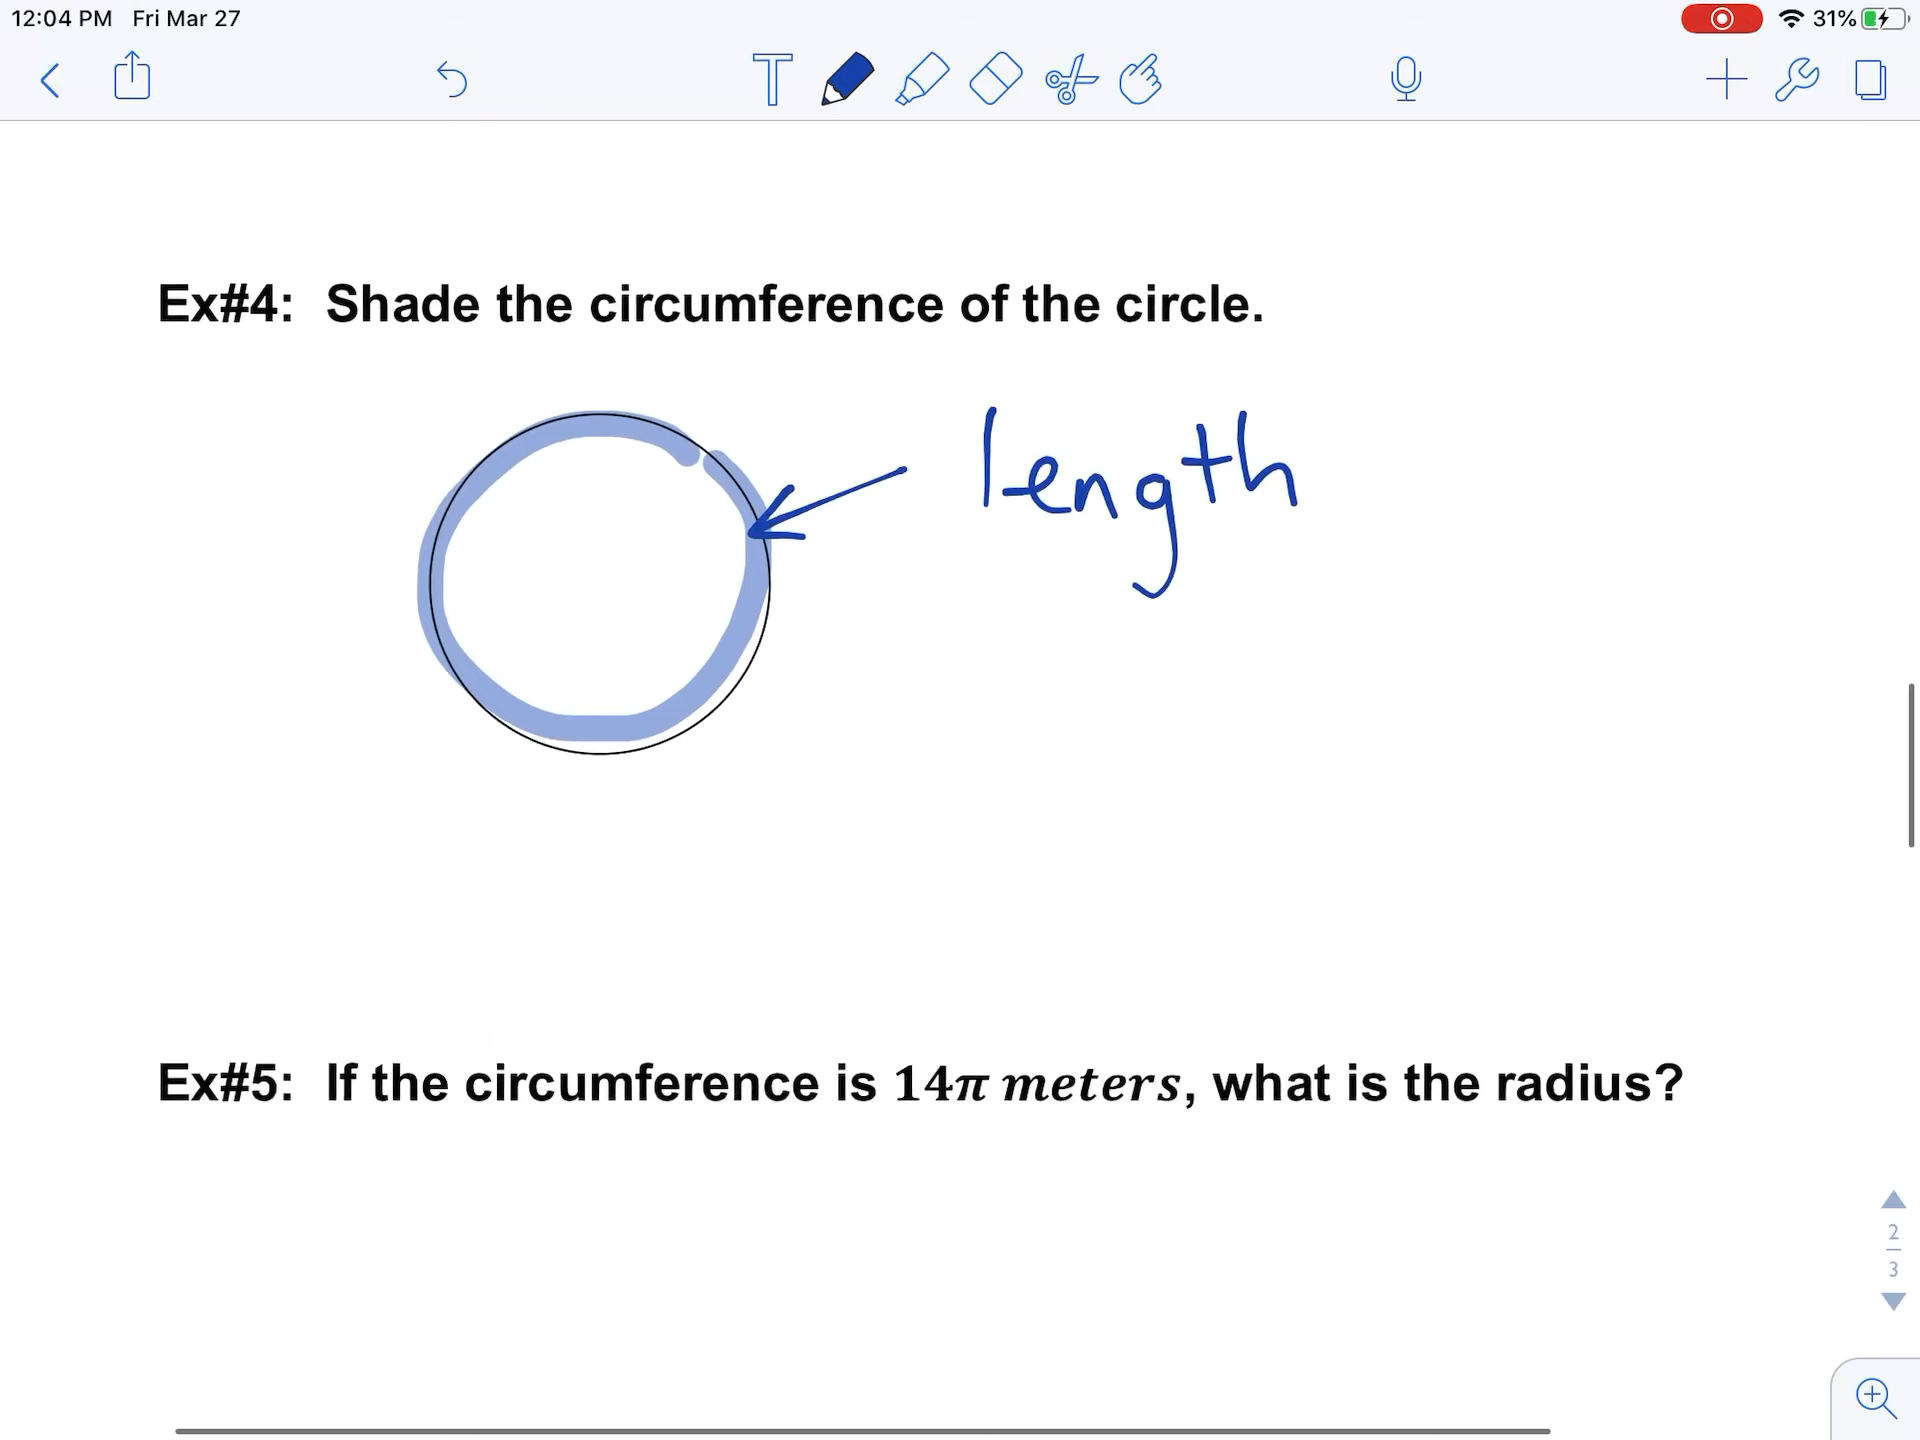 12:04 PM Fri Mar 27 31%
T
Ex#4: Shade the circumference of the circle.
length
Ex#5: If the circumference is 14π meters, what is the radius?
2
3